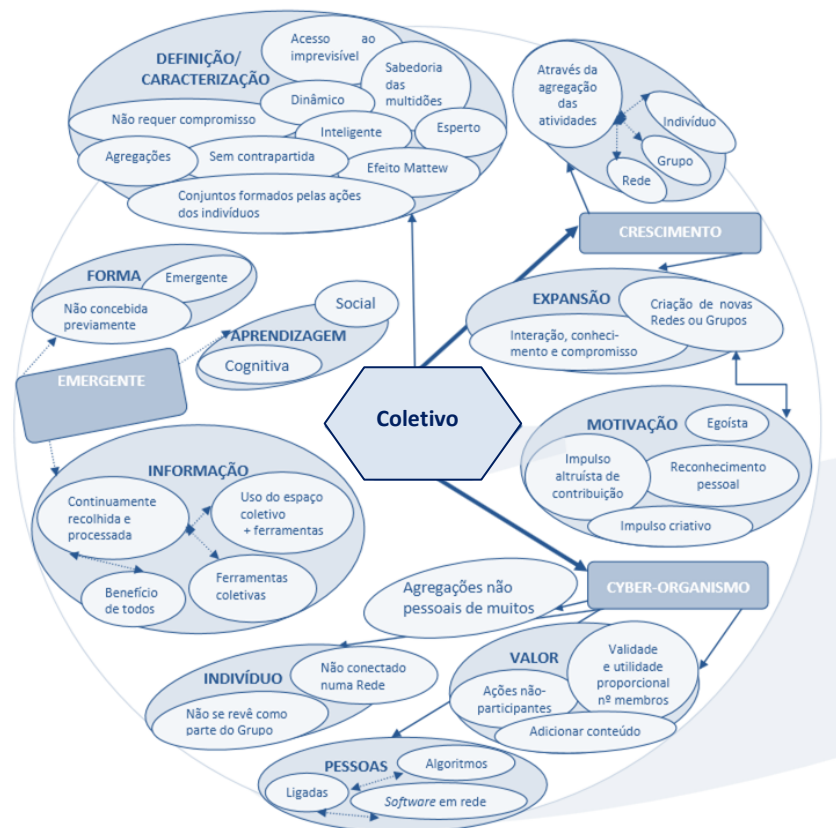 DEFINIÇÃO/
CARACTERIZAÇÃO
Acesso ao
imprevisível
Sabedoria
das
multidões
Dinâmico
Não requer compromisso
Inteligente
Esperto
Agregações
Sem contrapartida
Efeito Mattew
Conjuntos formados pelas ações
dos indivíduos
Através da
agregação
das
atividades
Indivíduo
Grupo
Rede
CRESCIMENTO
FORMA
Emergente
Não concebida
previamente
Social
APRENDIZAGEM
Cognitiva
EMERGENTE
EXPANSÃO
Criação de novas
Redes ou Grupos
Interação, conheci-
mento e compromisso
Coletivo
MOTIVAÇÃO
Egoísta
Impulso
altruísta de
contribuição
Reconhecimento
pessoal
Impulso criativo
INFORMAÇÃO
Continuamente
recolhida e
processada
Uso do espaço
coletivo
+ ferramentas
Benefício
de todos
Ferramentas
coletivas
Agregações não
pessoais de muitos
CYBER-ORGANISMO
INDIVÍDUO
Não conectado
numa Rede
Não se revê como
parte do Grupo
VALOR
Validade
e utilidade
proporcional
nº membros
Ações não-
participantes
Adicionar conteúdo
PESSOAS
Algoritmos
Ligadas
Software em rede